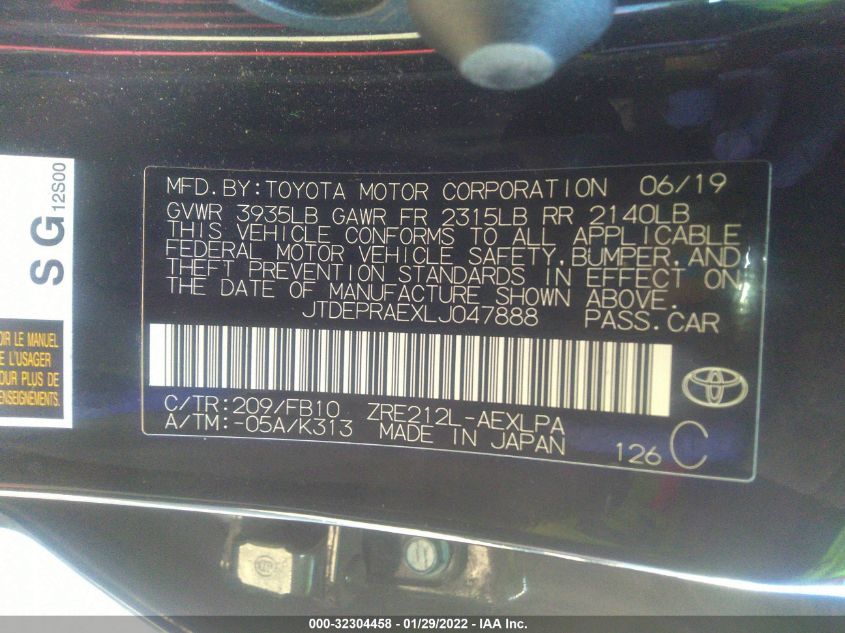 MFD. BY: TOYOTA MOTOR CORPORATION 06/19
GVWR 3935LB GAWR FR 2315LB RR 2140LB
THIS VEHICLE CONFORMS TO ALL APPLICABLE
FEDERAL MOTOR VEHICLE SAFETY, BUMPER, AND
THEFT PREVENTION STANDARDS IN EFFECT ON
THE DATE OF MANUFACTURE SHOWN ABOVE.
JTDEPRAEXLJ047888 PASS. CAR
C/TR: 209/FB10 ZRE212L-AEXLPA
A/TM: -05A/K313 MADE IN JAPAN
126 C
SG
12S00
OIR LE MANUEL
E L'USAGER
OUR PLUS DE
ENSEIGNEMENTS.
000-32304458 - 01/29/2022 - IAA Inc.